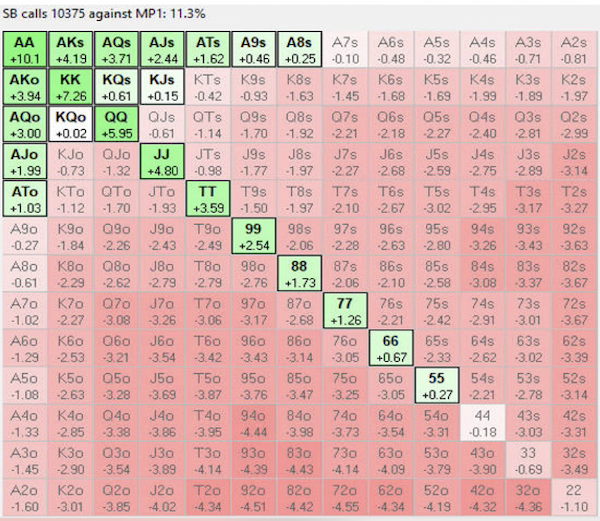 SB calls 10375 against MP1: 11.3%
AA AKs AQs AJs ATs A9s A8s A7s A6s A5s A4s A3s A2s
+10.1 +4.19 +3.71 +2.44 +1.62 +0.46 +0.25 -0.10 -0.48 -0.32 -0.46 -0.71 -0.81
AKo KK KQs KJs KTs K9s K8s K7s K6s K5s K4s K3s K2s
+3.94 +7.26 +0.61 +0.15 -0.42 -0.93 -1.63 -1.45 -1.68 -1.69 -1.99 -1.89 -1.97
AQo KQo QQ QJs QTs Q9s Q8s Q7s Q6s Q5s Q4s Q3s Q2s
+3.00 +0.02 +5.95 -0.61 -1.14 -1.70 -1.92 -2.21 -2.18 -2.27 -2.40 -2.81 -2.99
AJo KJo QJo JJ JTs J9s J8s J7s J6s J5s J4s J3s J2s
+1.99 -0.73 -1.32 +4.80 -0.98 -1.77 -1.97 -2.27 -2.68 -2.59 -2.75 -2.89 -3.14
ATo KTo QTo JTo TT T9s T8s T7s T6s T5s T4s T3s T2s
+1.03 -1.12 -1.70 -1.93 +3.59 -1.50 -1.97 -2.10 -2.67 -3.02 -2.95 -3.17 -3.27
A9o K9o Q9o J9o T9o 99 98s 97s 96s 95s 94s 93s 92s
-0.27 -1.84 -2.26 -2.43 -2.49 +2.54 -2.06 -2.28 -2.63 -2.80 -3.26 -3.43 -3.63
A8o K8o Q8o J8o T8o 98o 88 87s 86s 85s 84s 83s 82s
-0.61 -2.29 -2.62 -2.79 -2.79 -2.76 +1.73 -2.06 -2.10 -2.58 -3.08 -3.37 -3.67
A7o K7o Q7o J7o T7o 97o 87o 77 76s 75s 74s 73s 72s
-1.02 -2.27 -3.08 -3.26 -3.06 -3.17 -2.68 +1.26 -2.21 -2.42 -2.91 -3.01 -3.67
A6o K6o Q6o J6o T6o 96o 86o 76o 66 65s 64s 63s 62s
-1.29 -2.53 -3.21 -3.54 -3.42 -3.43 -3.14 -3.05 +0.67 -2.33 -2.62 -3.02 -3.39
A5o K5o Q5o J5o T5o 95o 85o 75o 65o 55 54s 53s 52s
-1.08 -2.63 -3.28 -3.69 -3.87 -3.76 -3.47 -3.25 -3.05 +0.27 -2.21 -2.78 -3.14
A4o K4o Q4o J4o T4o 94o 84o 74o 64o 54o 44 43s 42s
-1.33 -2.85 -3.38 -3.86 -3.95 -4.44 -3.98 -3.73 -3.54 -3.31 -0.18 -3.03 -3.31
A3o K3o Q3o J3o T3o 93o 83o 73o 63o 53o 43o 33 32s
-1.45 -2.90 -3.54 -3.89 -4.14 -4.39 -4.43 -4.14 -4.09 -3.79 -3.90 -0.69 -3.49
A2o K2o Q2o J2o T2o 92o 82o 72o 62o 52o 42o 32o 22
-1.60 -3.01 -3.85 -4.02 -4.34 -4.51 -4.42 -4.55 -4.34 -4.19 -4.32 -4.36 -1.10